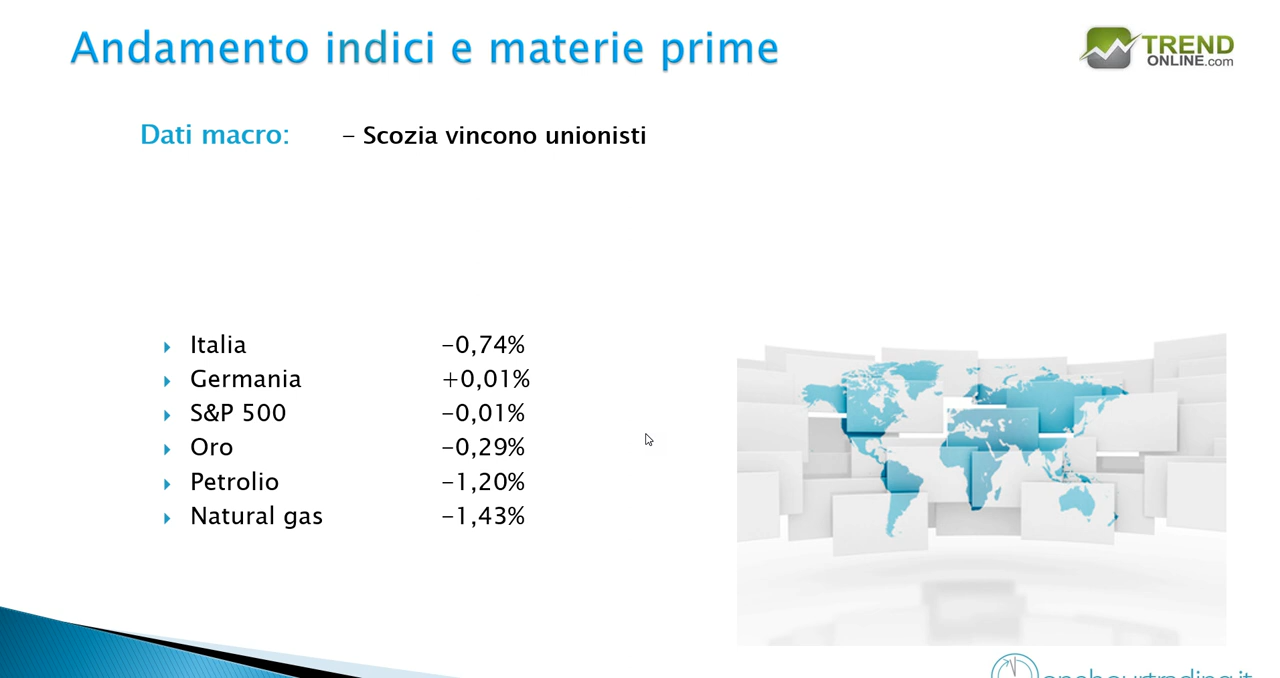 Andamento indici e materie prime
TREND
ONLINE.com
Dati macro: - Scozia vincono unionisti
Italia -0,74%
Germania +0,01%
S&P 500 -0,01%
Oro -0,29%
Petrolio -1,20%
Natural gas -1,43%